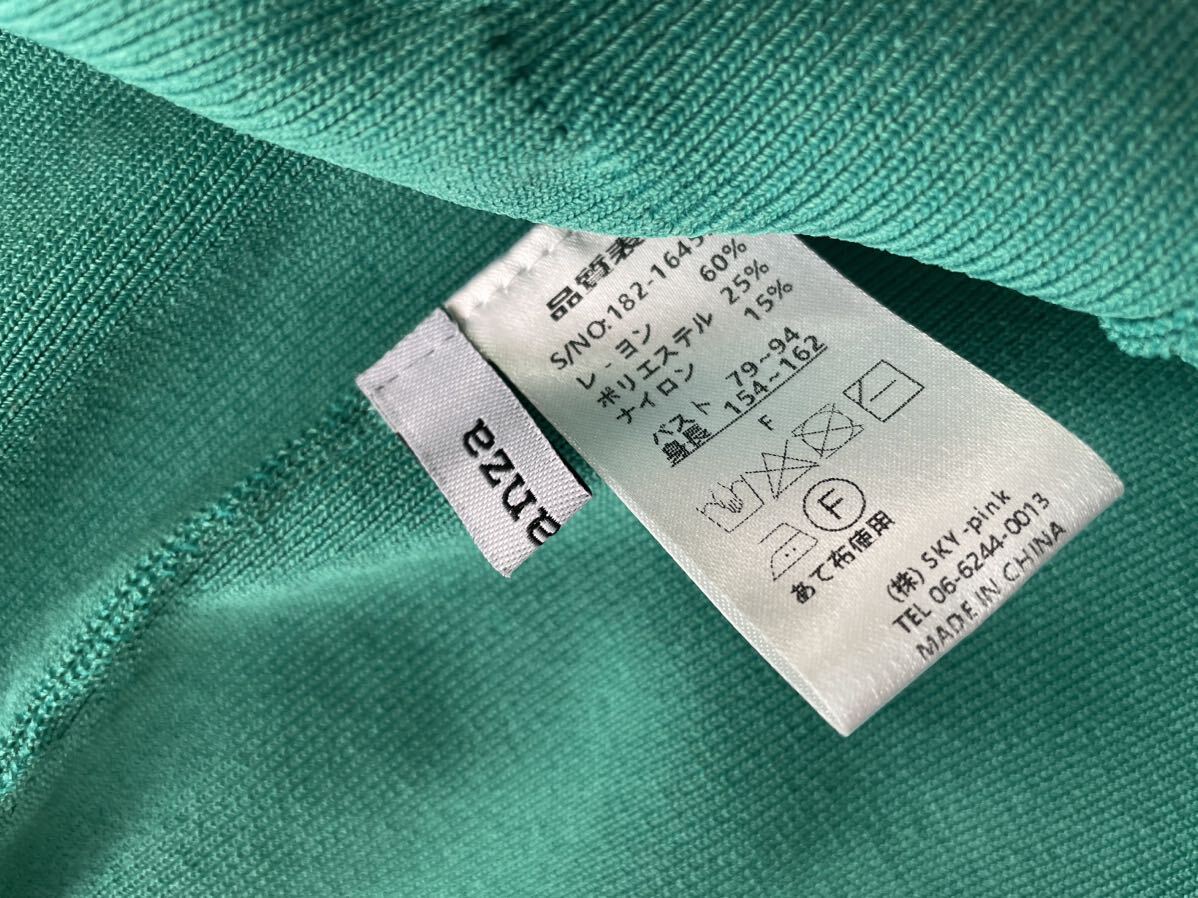 品質表
S/NO:182-1645
レ-ヨン 60%
ポリエステル 25%
ナイロン 15%
バスト 79~94
身長 154~162
F
F
あて布使用
(株) SKY-pink
TEL 06-6244-0013
MADE IN CHINA
anza